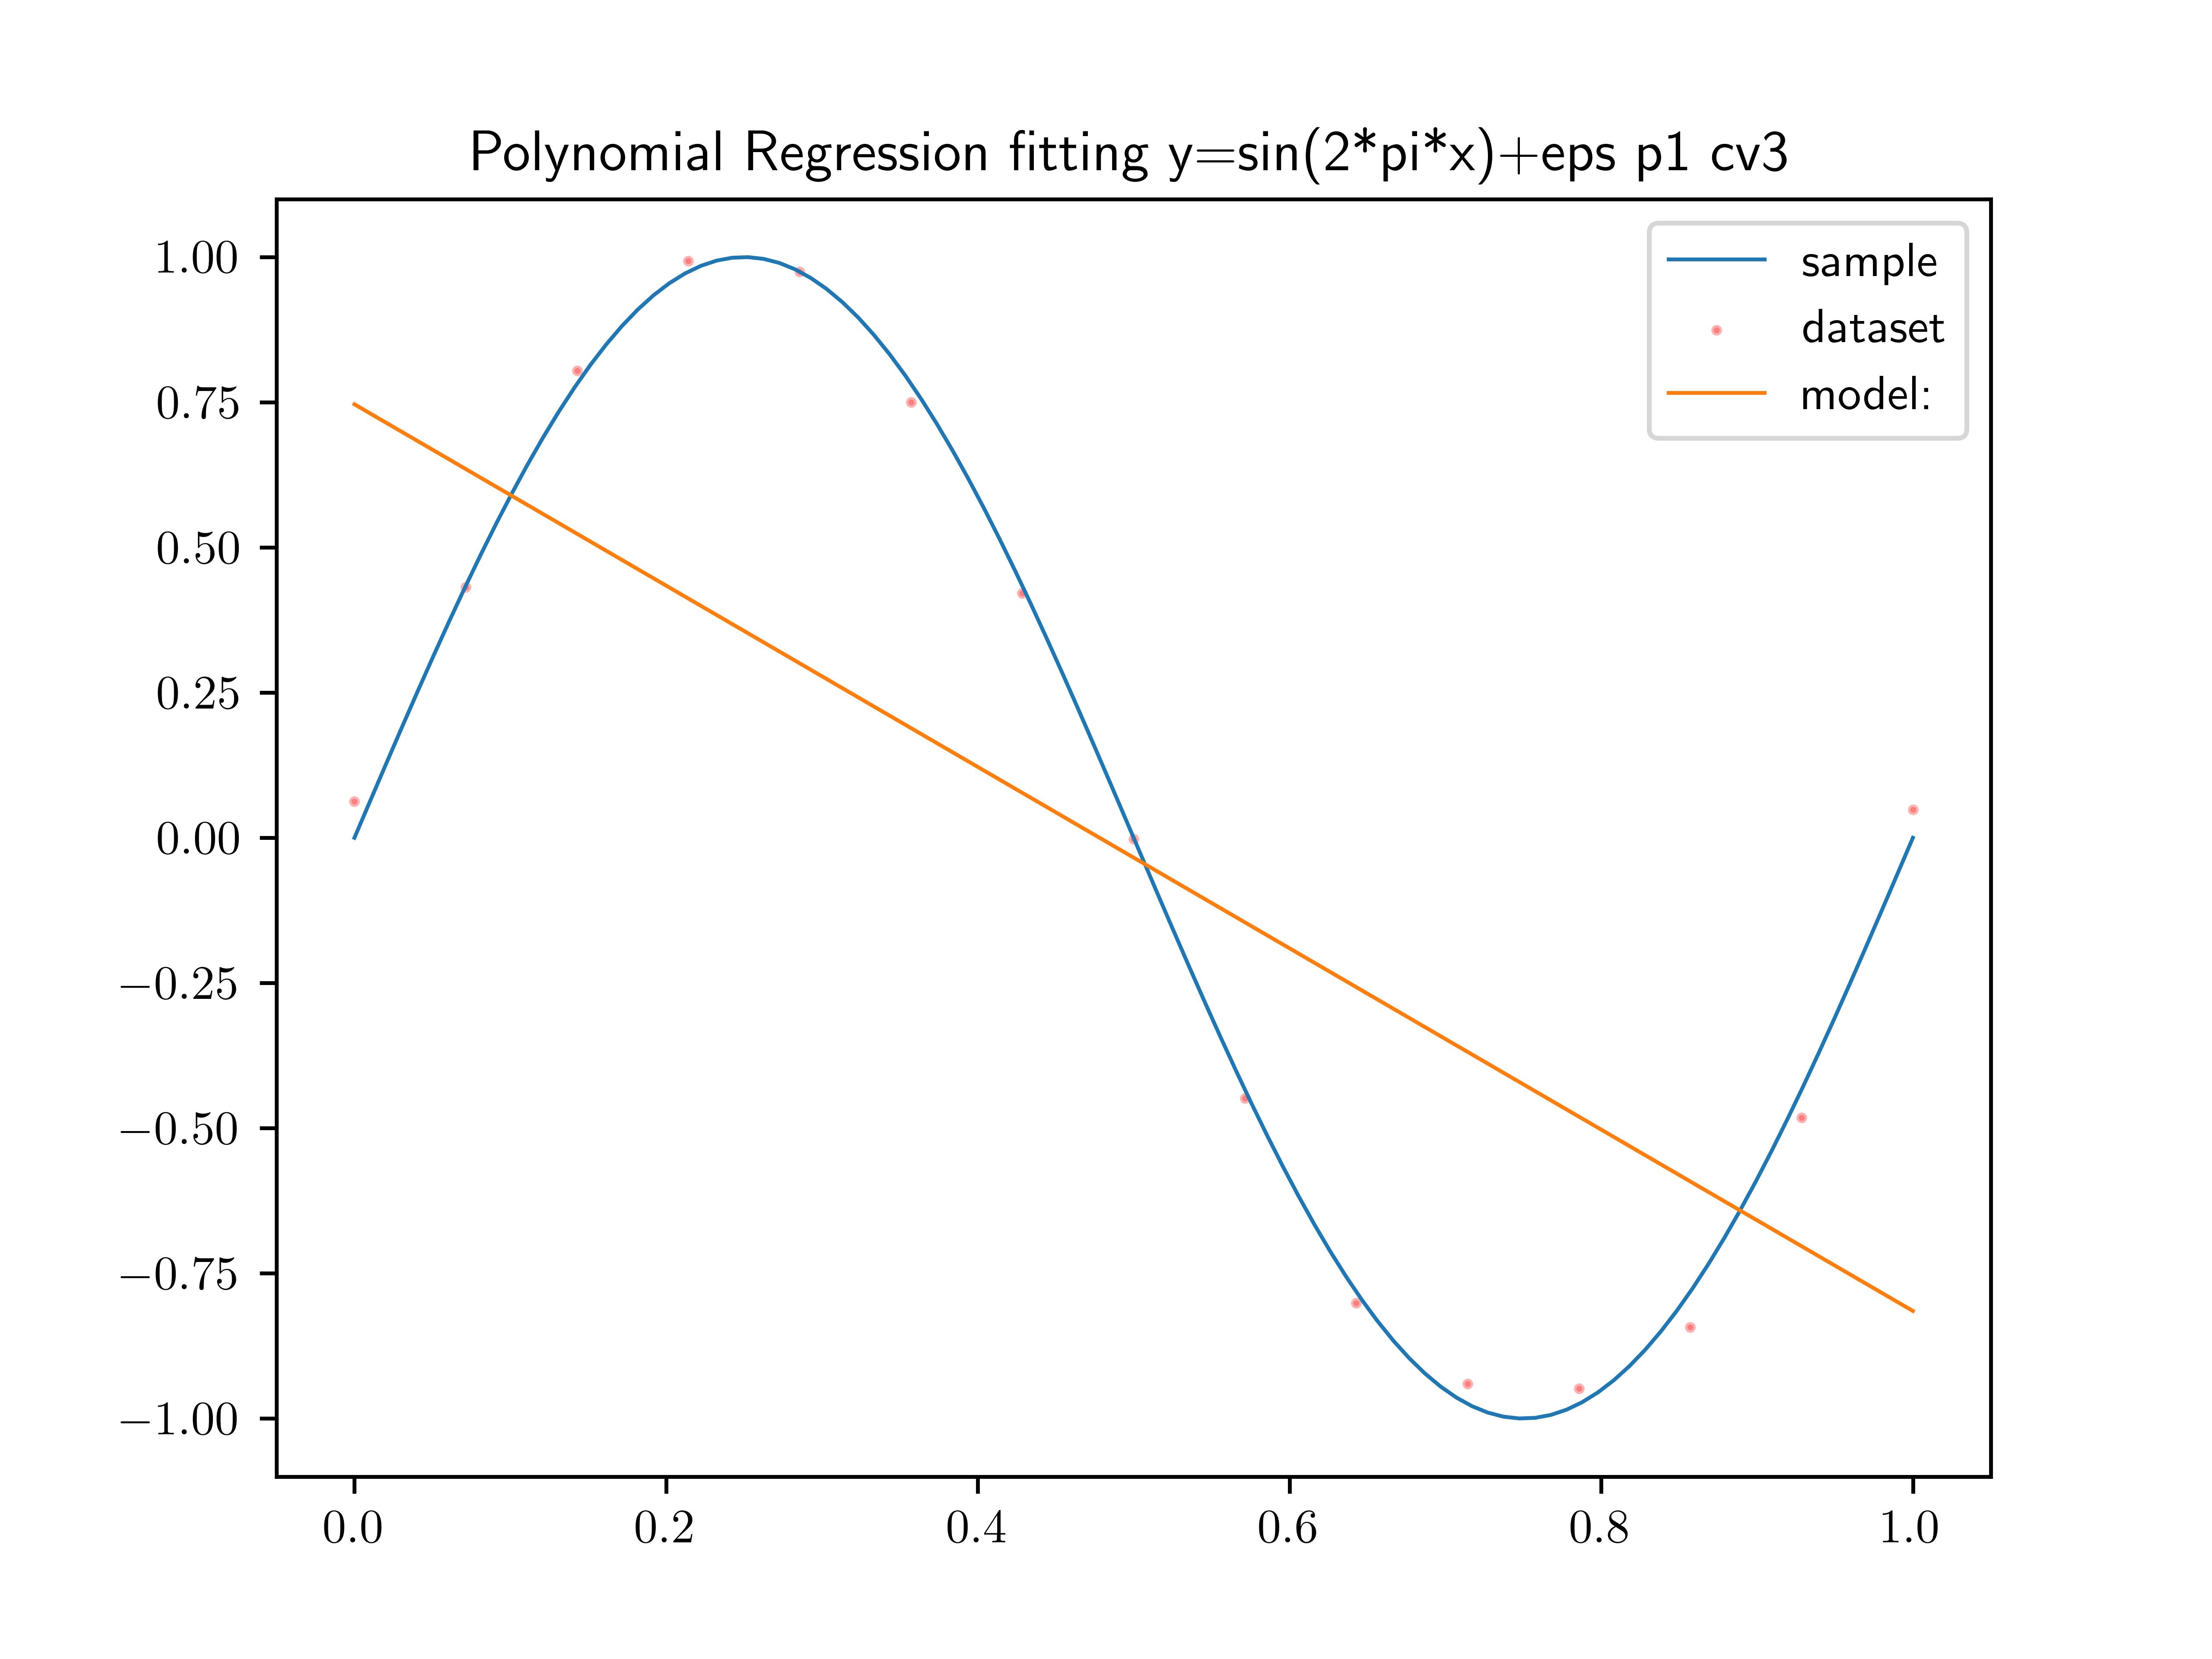 Polynomial Regression fitting y=sin(2*pi*x)+eps p1 cv3
sample
dataset
model:
1.00
0.75
0.50
0.25
0.00
−0.25
−0.50
−0.75
−1.00
0.0 0.2 0.4 0.6 0.8 1.0